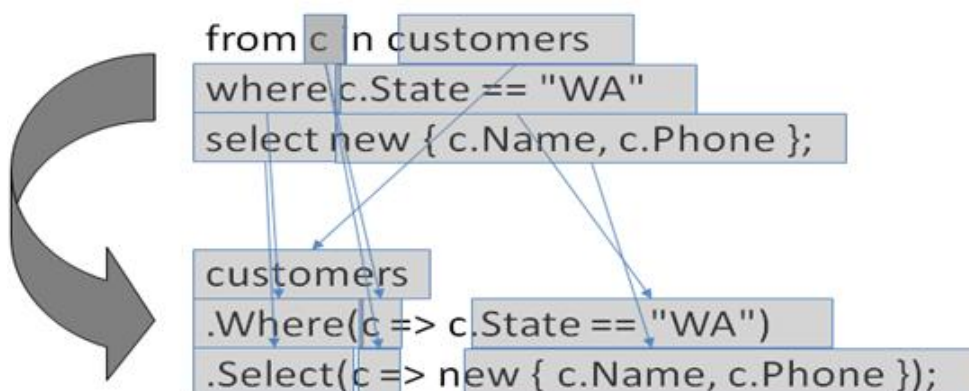 from c in customers
where c.State == "WA"
select new { c.Name, c.Phone };
customers
.Where(c => c.State == "WA")
.Select(c => new { c.Name, c.Phone });